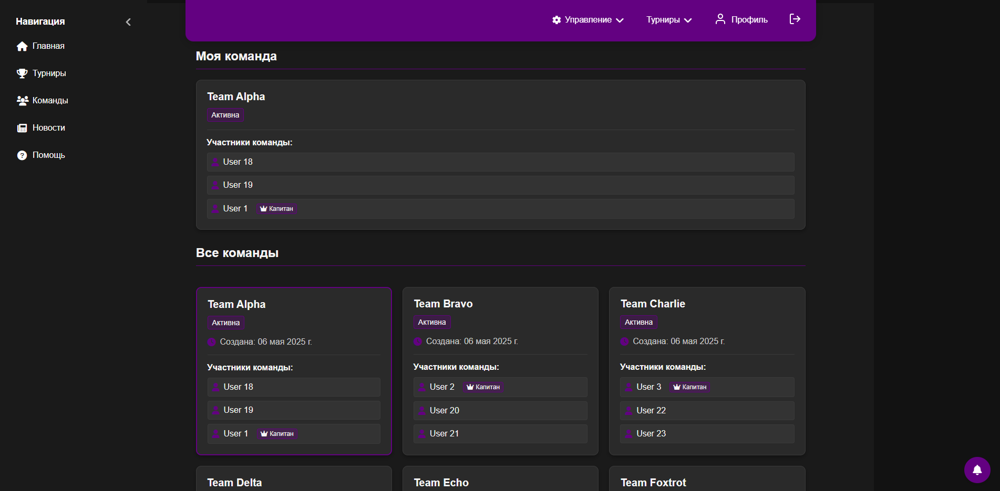 Навигация
Главная
Турниры
Команды
Новости
Помощь
Управление
Турниры
Профиль
Моя команда
Team Alpha
Активна
Участники команды:
User 18
User 19
User 1 Капитан
Все команды
Team Alpha
Активна
Создана: 06 мая 2025 г.
Участники команды:
User 18
User 19
User 1 Капитан
Team Bravo
Активна
Создана: 06 мая 2025 г.
Участники команды:
User 2 Капитан
User 20
User 21
Team Charlie
Активна
Создана: 06 мая 2025 г.
Участники команды:
User 3 Капитан
User 22
User 23
Team Delta
Team Echo
Team Foxtrot